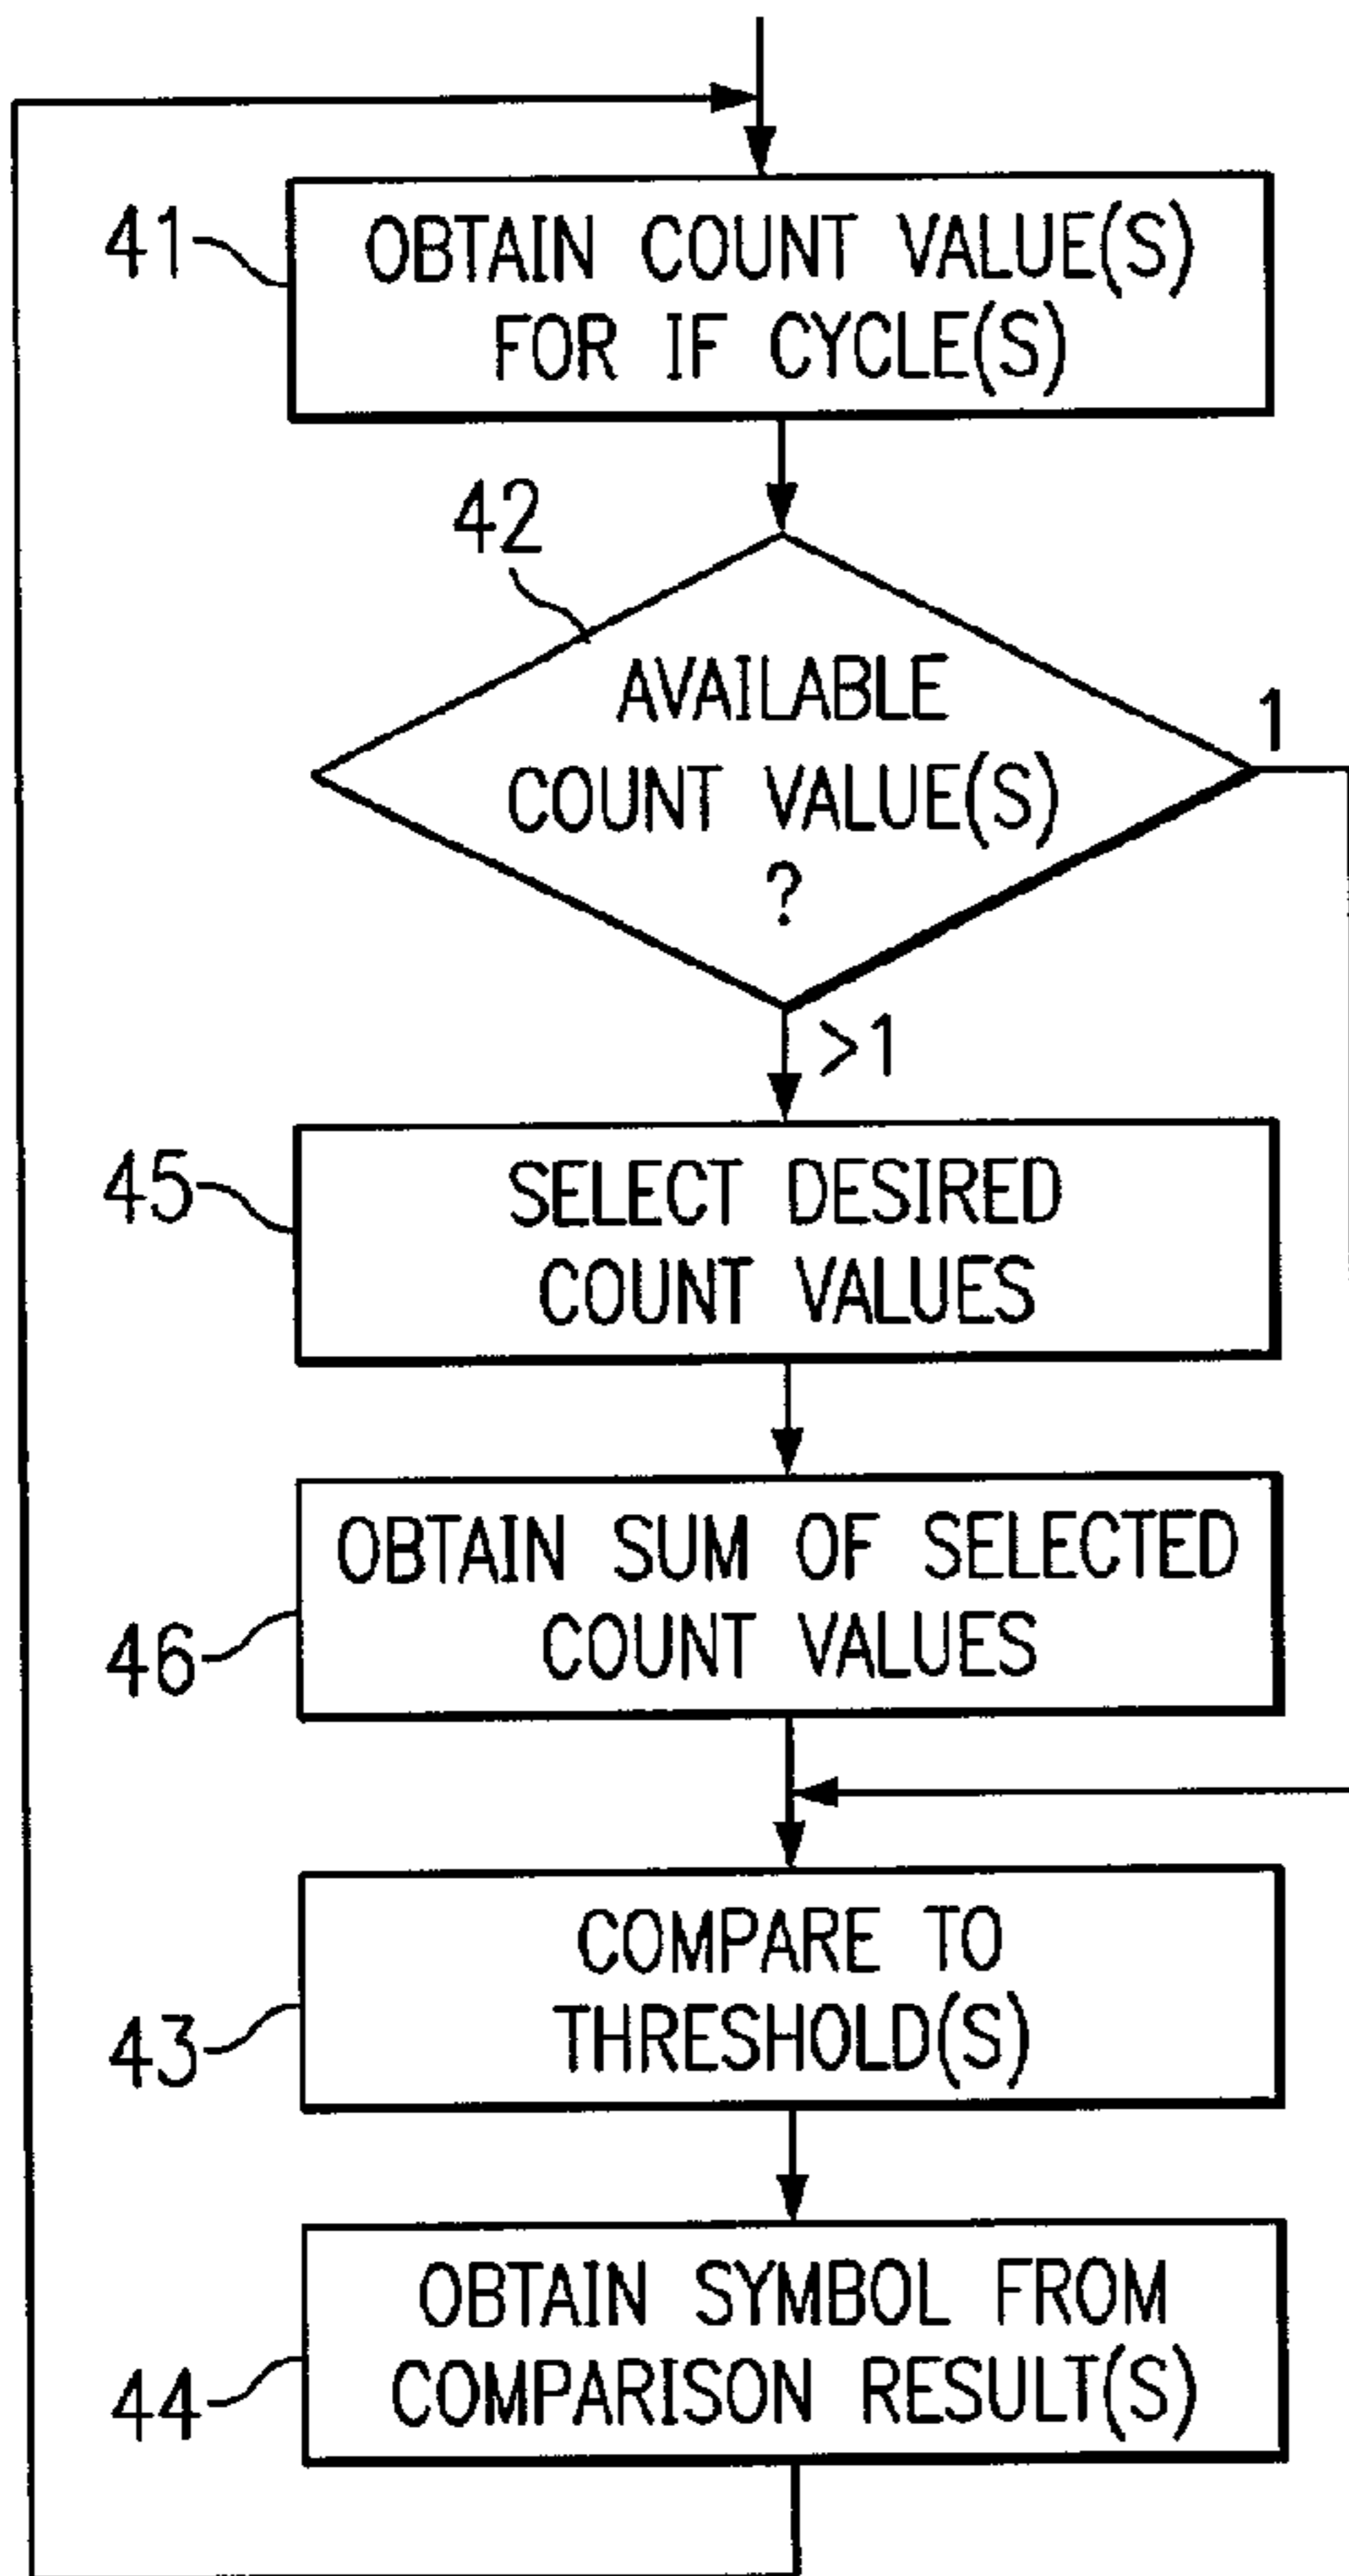 41
OBTAIN COUNT VALUE(S)
FOR IF CYCLE(S)
42
AVAILABLE
COUNT VALUE(S)
?
1
>1
45
SELECT DESIRED
COUNT VALUES
OBTAIN SUM OF SELECTED
COUNT VALUES
46
COMPARE TO
THRESHOLD(S)
43
OBTAIN SYMBOL FROM
COMPARISON RESULT(S)
44